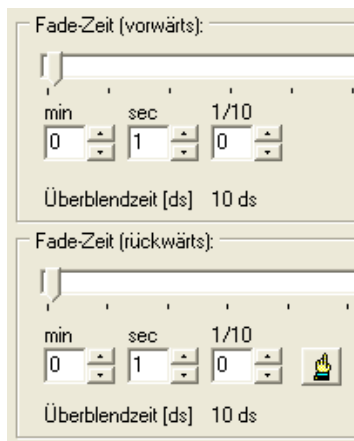 Fade-Zeit (vorwärts):
min sec 1/10
0 1 0
Überblendzeit [ds] 10 ds
Fade-Zeit (rückwärts):
min sec 1/10
0 1 0
Überblendzeit [ds] 10 ds